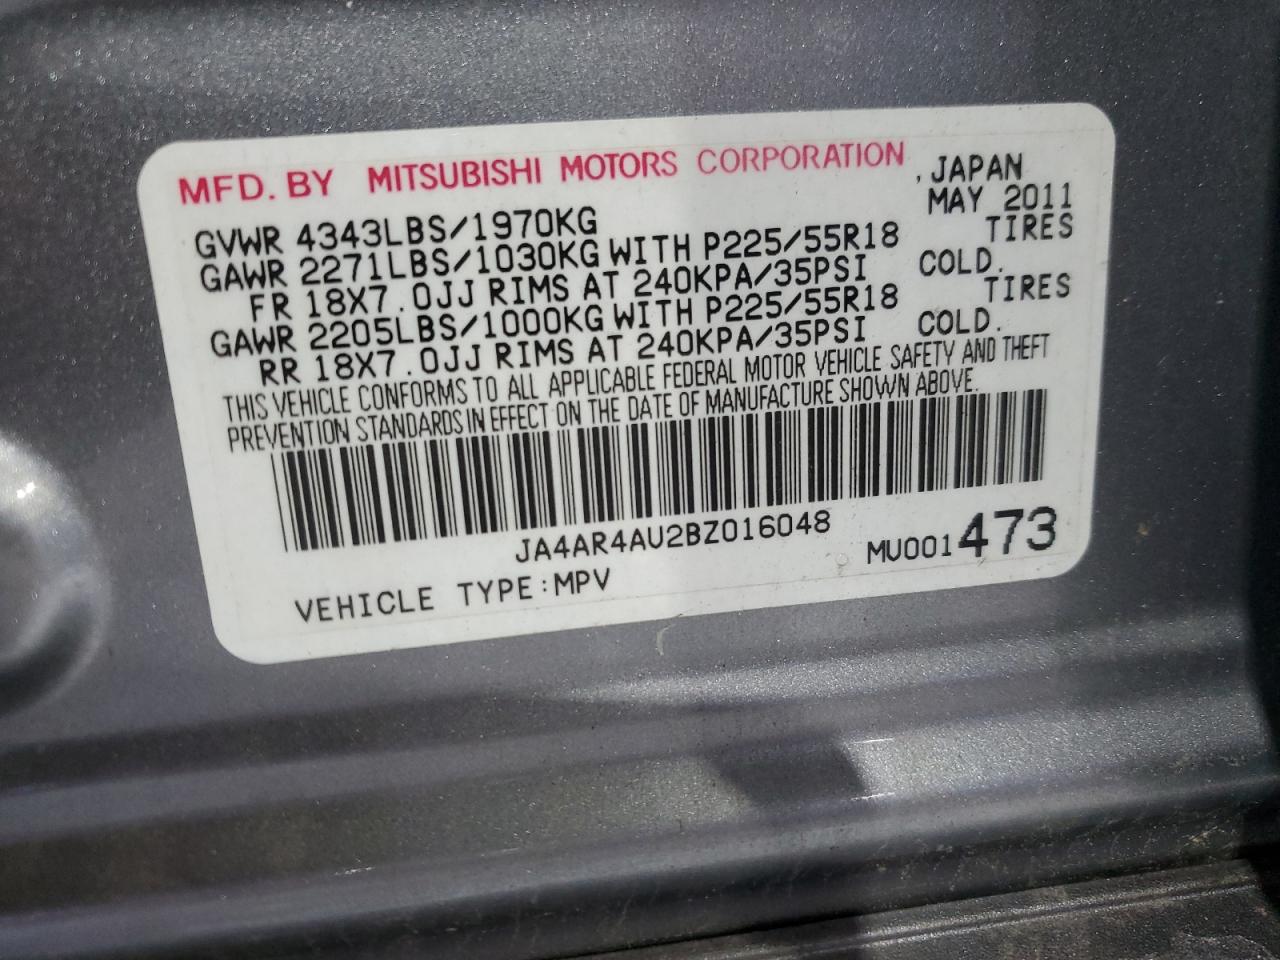 MFD. BY MITSUBISHI MOTORS CORPORATION, JAPAN
MAY 2011
GVWR 4343LBS/1970KG
GAWR 2271LBS/1030KG WITH P225/55R18 TIRES
FR 18X7.0JJ RIMS AT 240KPA/35PSI COLD.
GAWR 2205LBS/1000KG WITH P225/55R18 TIRES
RR 18X7.0JJ RIMS AT 240KPA/35PSI COLD.
THIS VEHICLE CONFORMS TO ALL APPLICABLE FEDERAL MOTOR VEHICLE SAFETY AND THEFT
PREVENTION STANDARDS IN EFFECT ON THE DATE OF MANUFACTURE SHOWN ABOVE.
JA4AR4AU2BZ016048
MU001473
VEHICLE TYPE:MPV